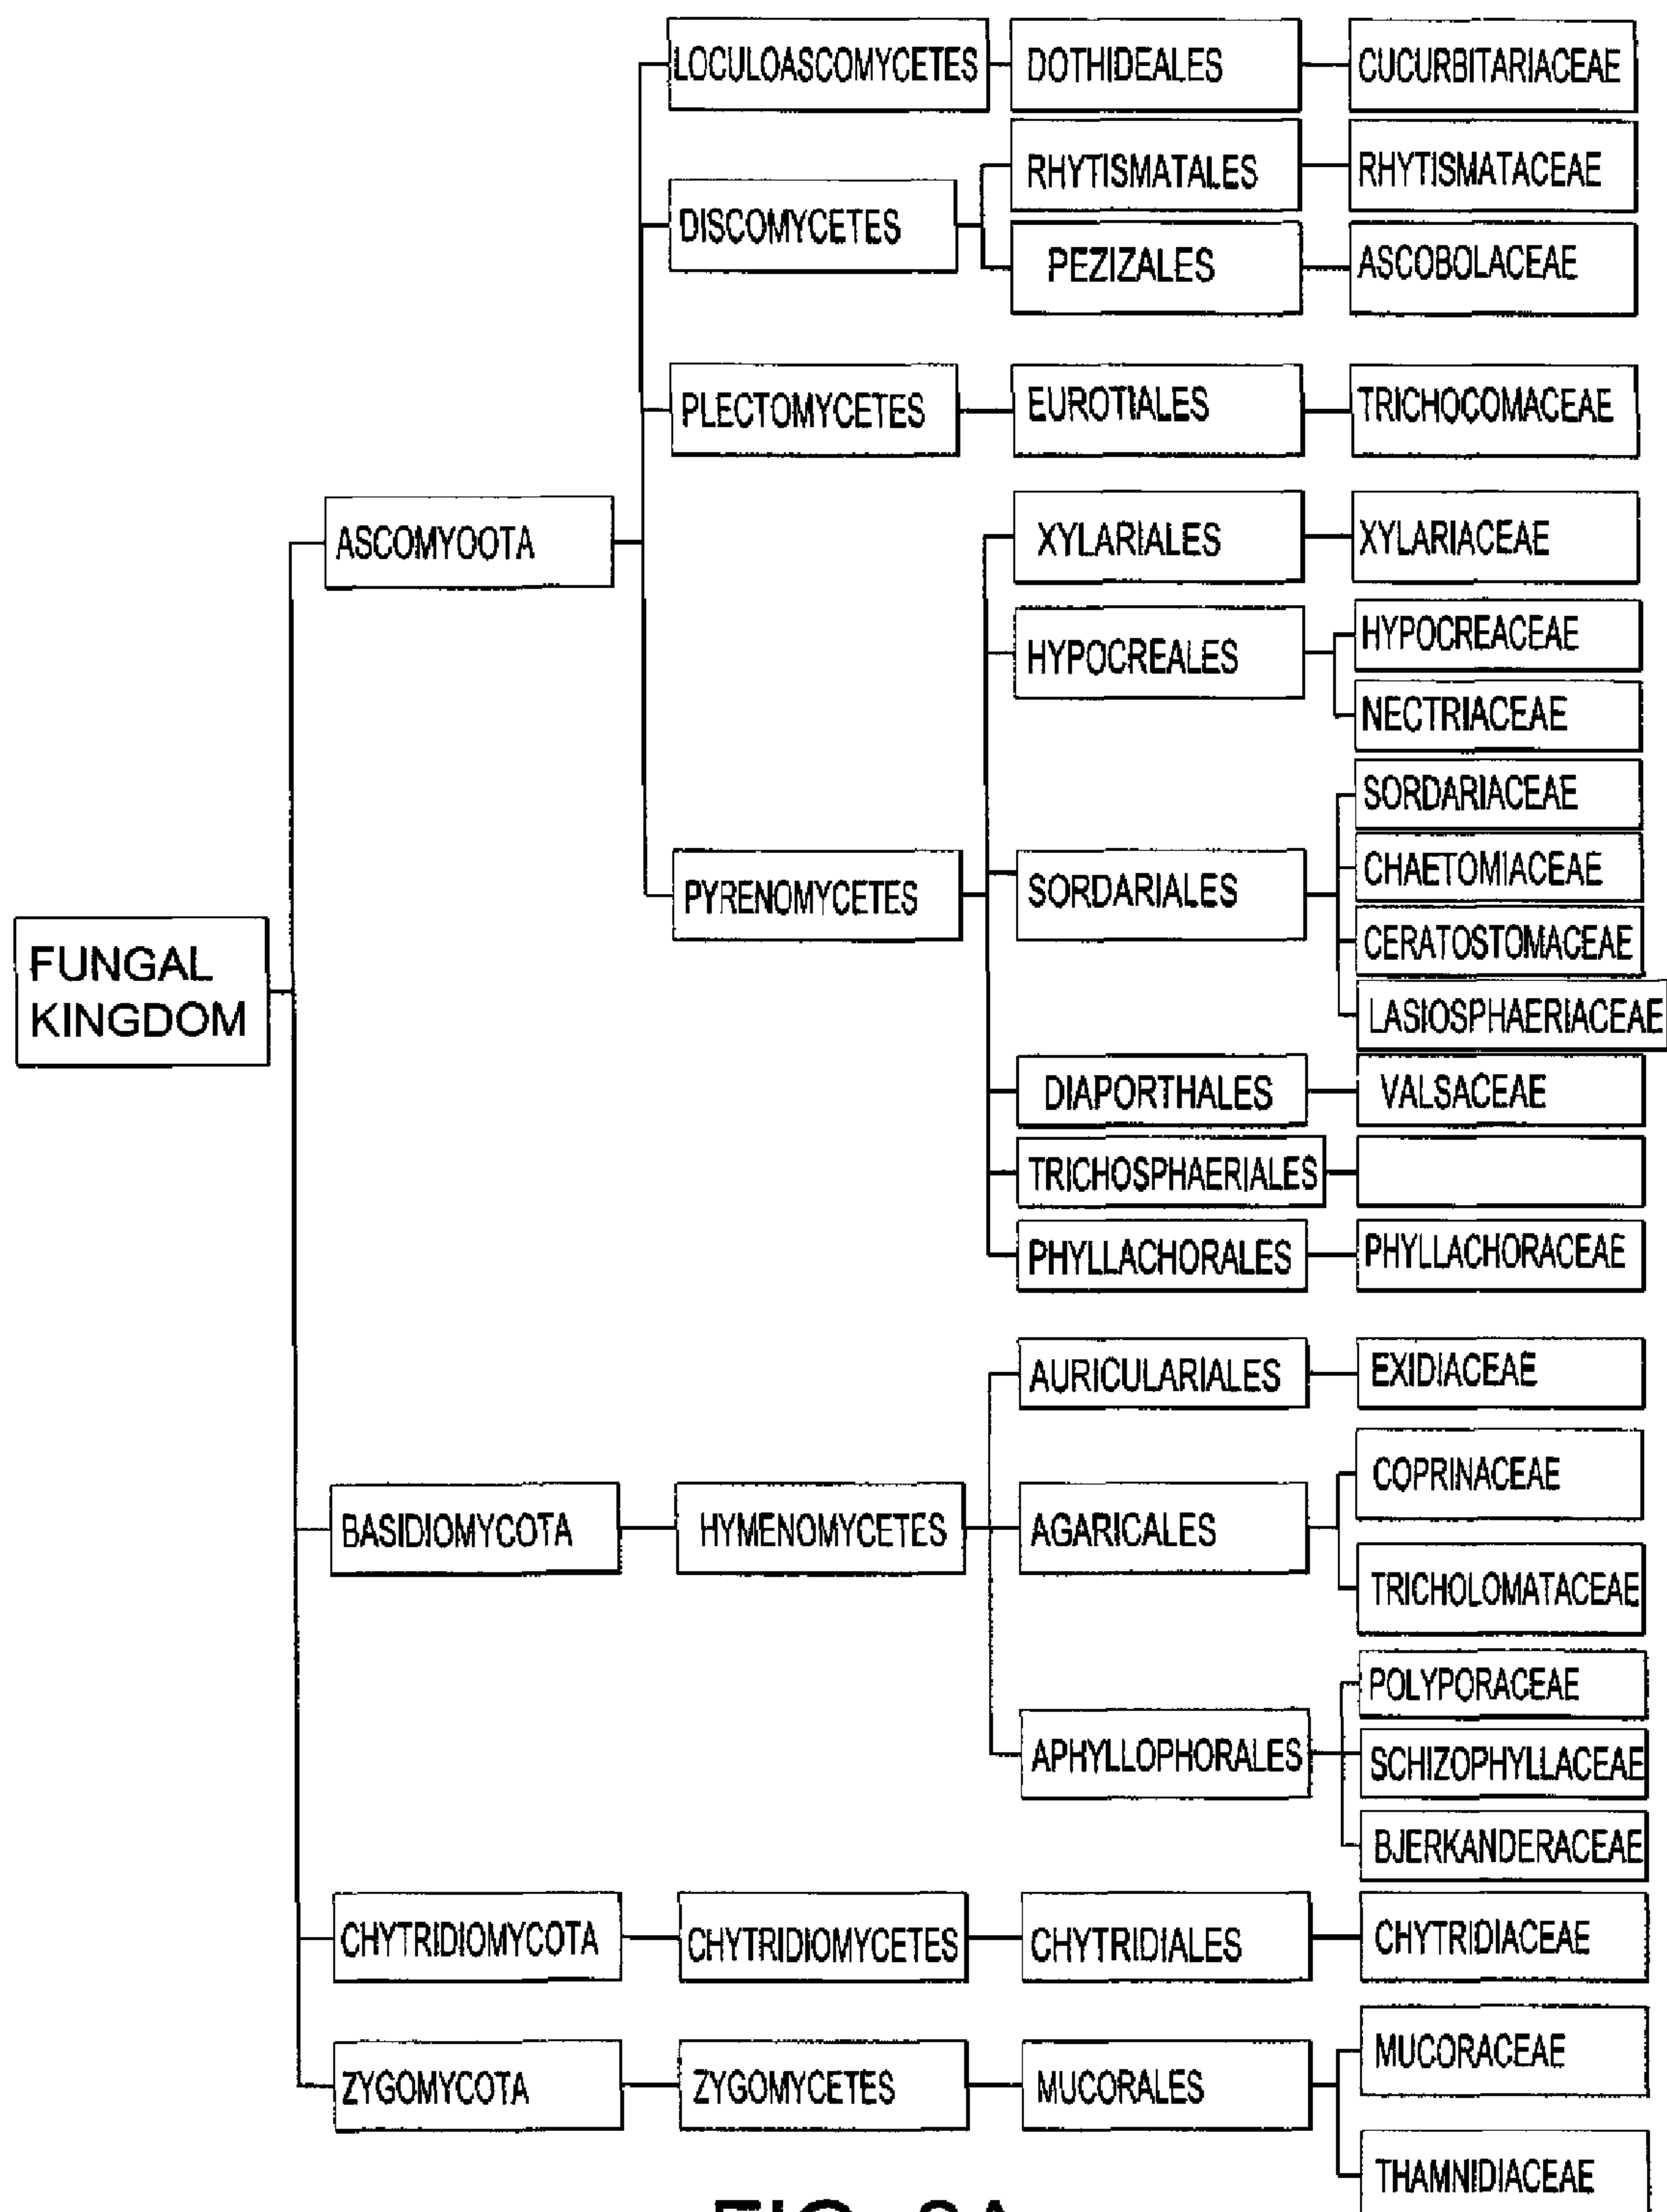 LOCULOASCOMYCETES
DOTHIDEALES
CUCURBITARIACEAE
RHYTISMATALES
RHYTISMATACEAE
DISCOMYCETES
PEZIZALES
ASCOBOLACEAE
PLECTOMYCETES
EUROTIALES
TRICHOCOMACEAE
ASCOMYOOTA
XYLARIALES
XYLARIACEAE
HYPOCREALES
HYPOCREACEAE
NECTRIACEAE
PYRENOMYCETES
SORDARIALES
SORDARIACEAE
CHAETOMIACEAE
CERATOSTOMACEAE
LASIOSPHAERIACEAE
FUNGAL
KINGDOM
DIAPORTHALES
VALSACEAE
TRICHOSPHAERIALES
PHYLLACHORALES
PHYLLACHORACEAE
AURICULARIALES
EXIDIACEAE
BASIDIOMYCOTA
HYMENOMYCETES
AGARICALES
COPRINACEAE
TRICHOLOMATACEAE
APHYLLOPHORALES
POLYPORACEAE
SCHIZOPHYLLACEAE
BJERKANDERACEAE
CHYTRIDIOMYCOTA
CHYTRIDIOMYCETES
CHYTRIDIALES
CHYTRIDIACEAE
ZYGOMYCOTA
ZYGOMYCETES
MUCORALES
MUCORACEAE
THAMNIDIACEAE